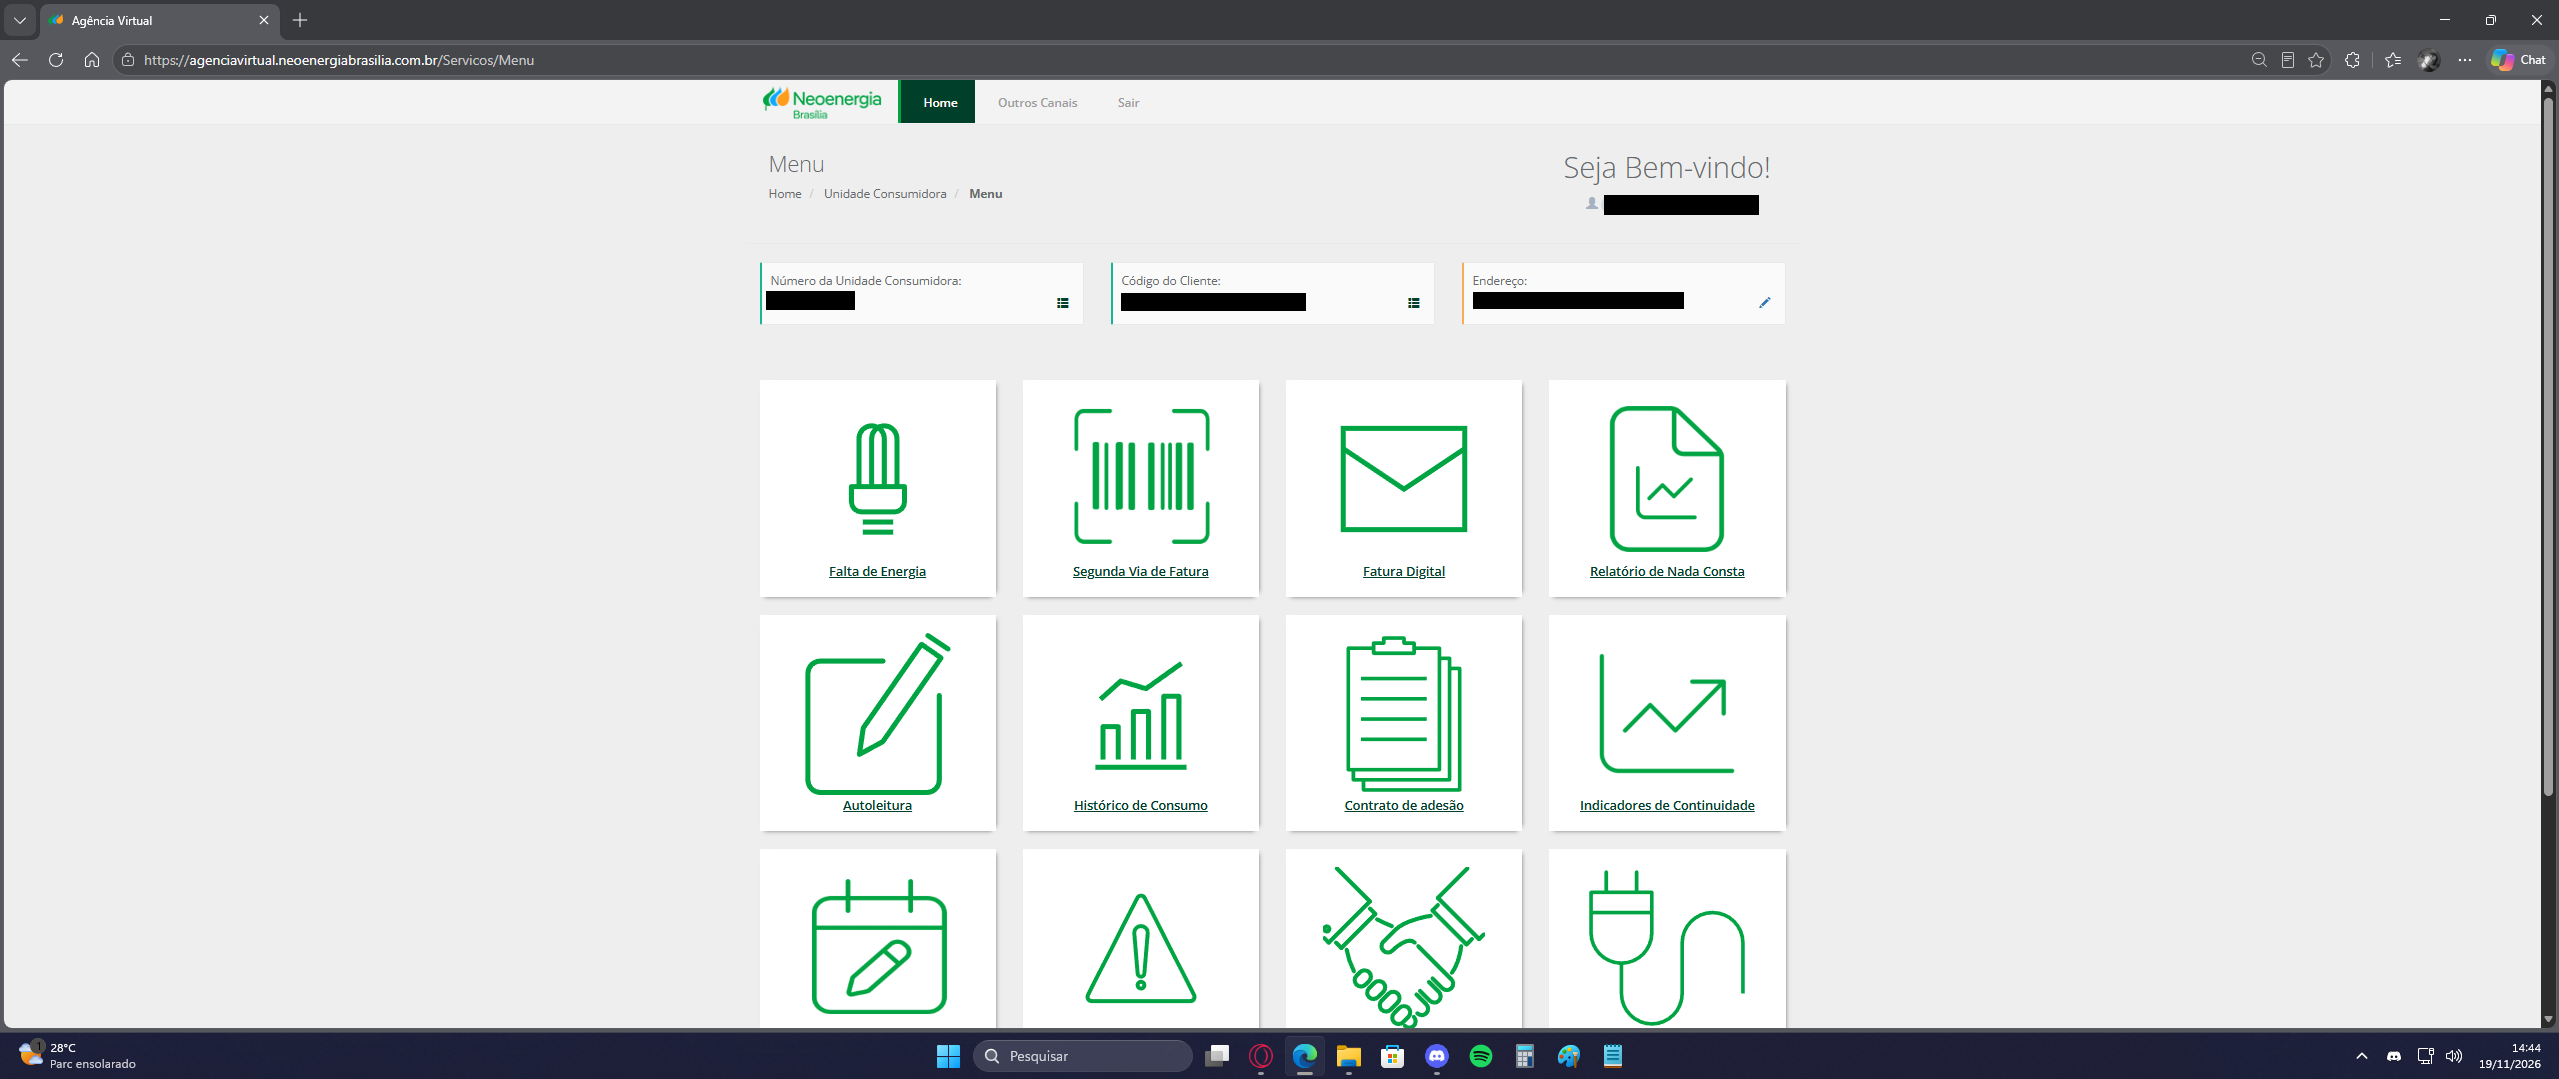 Agência Virtual
https://agenciavirtual.neoenergiabrasilia.com.br/Servicos/Menu
Chat
Neoenergia
Brasília
Home
Outros Canais
Sair
Menu
Seja Bem-vindo!
Home / Unidade Consumidora / Menu
Número da Unidade Consumidora:
Código do Cliente:
Endereço:
Falta de Energia
Segunda Via de Fatura
Fatura Digital
Relatório de Nada Consta
Autoleitura
Histórico de Consumo
Contrato de adesão
Indicadores de Continuidade
1
28°C
Parc ensolarado
Pesquisar
14:44
19/11/2026